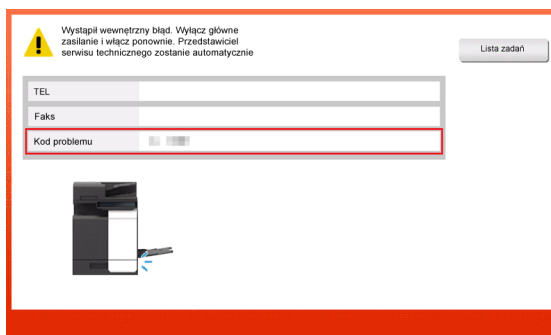 Wystąpił wewnętrzny błąd. Wyłącz główne
zasilanie i włącz ponownie. Przedstawiciel
serwisu technicznego zostanie automatycznie
Lista zadań
TEL
Faks
Kod problemu